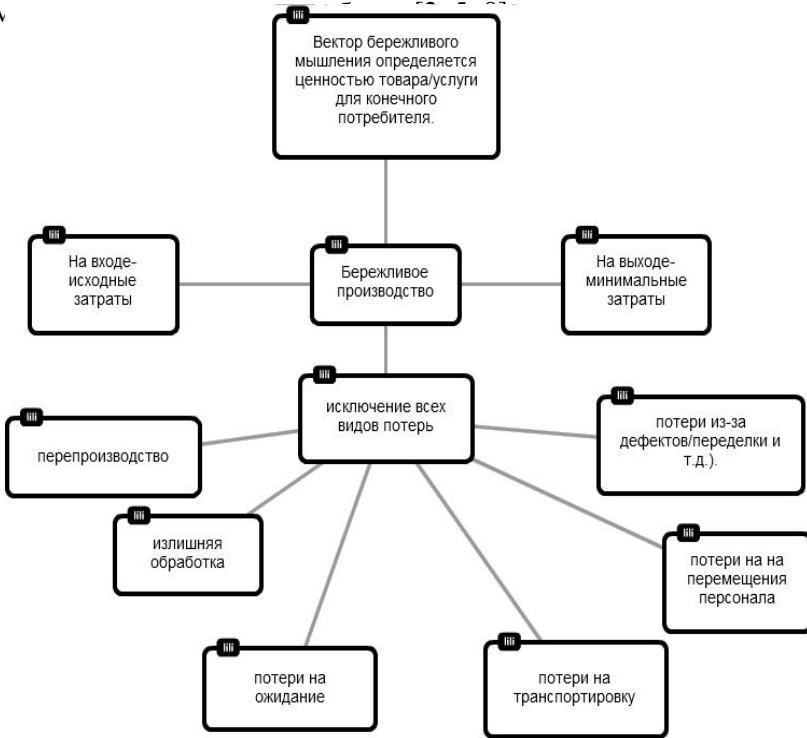 Вектор бережливого
мышления определяется
ценностью товара/услуги
для конечного
потребителя.
На входе-
исходные
затраты
Бережливое
производство
На выходе-
минимальные
затраты
исключение всех
видов потерь
перепроизводство
потери из-за
дефектов/переделки и
т.д.).
излишняя
обработка
потери на на
перемещения
персонала
потери на
ожидание
потери на
транспортировку